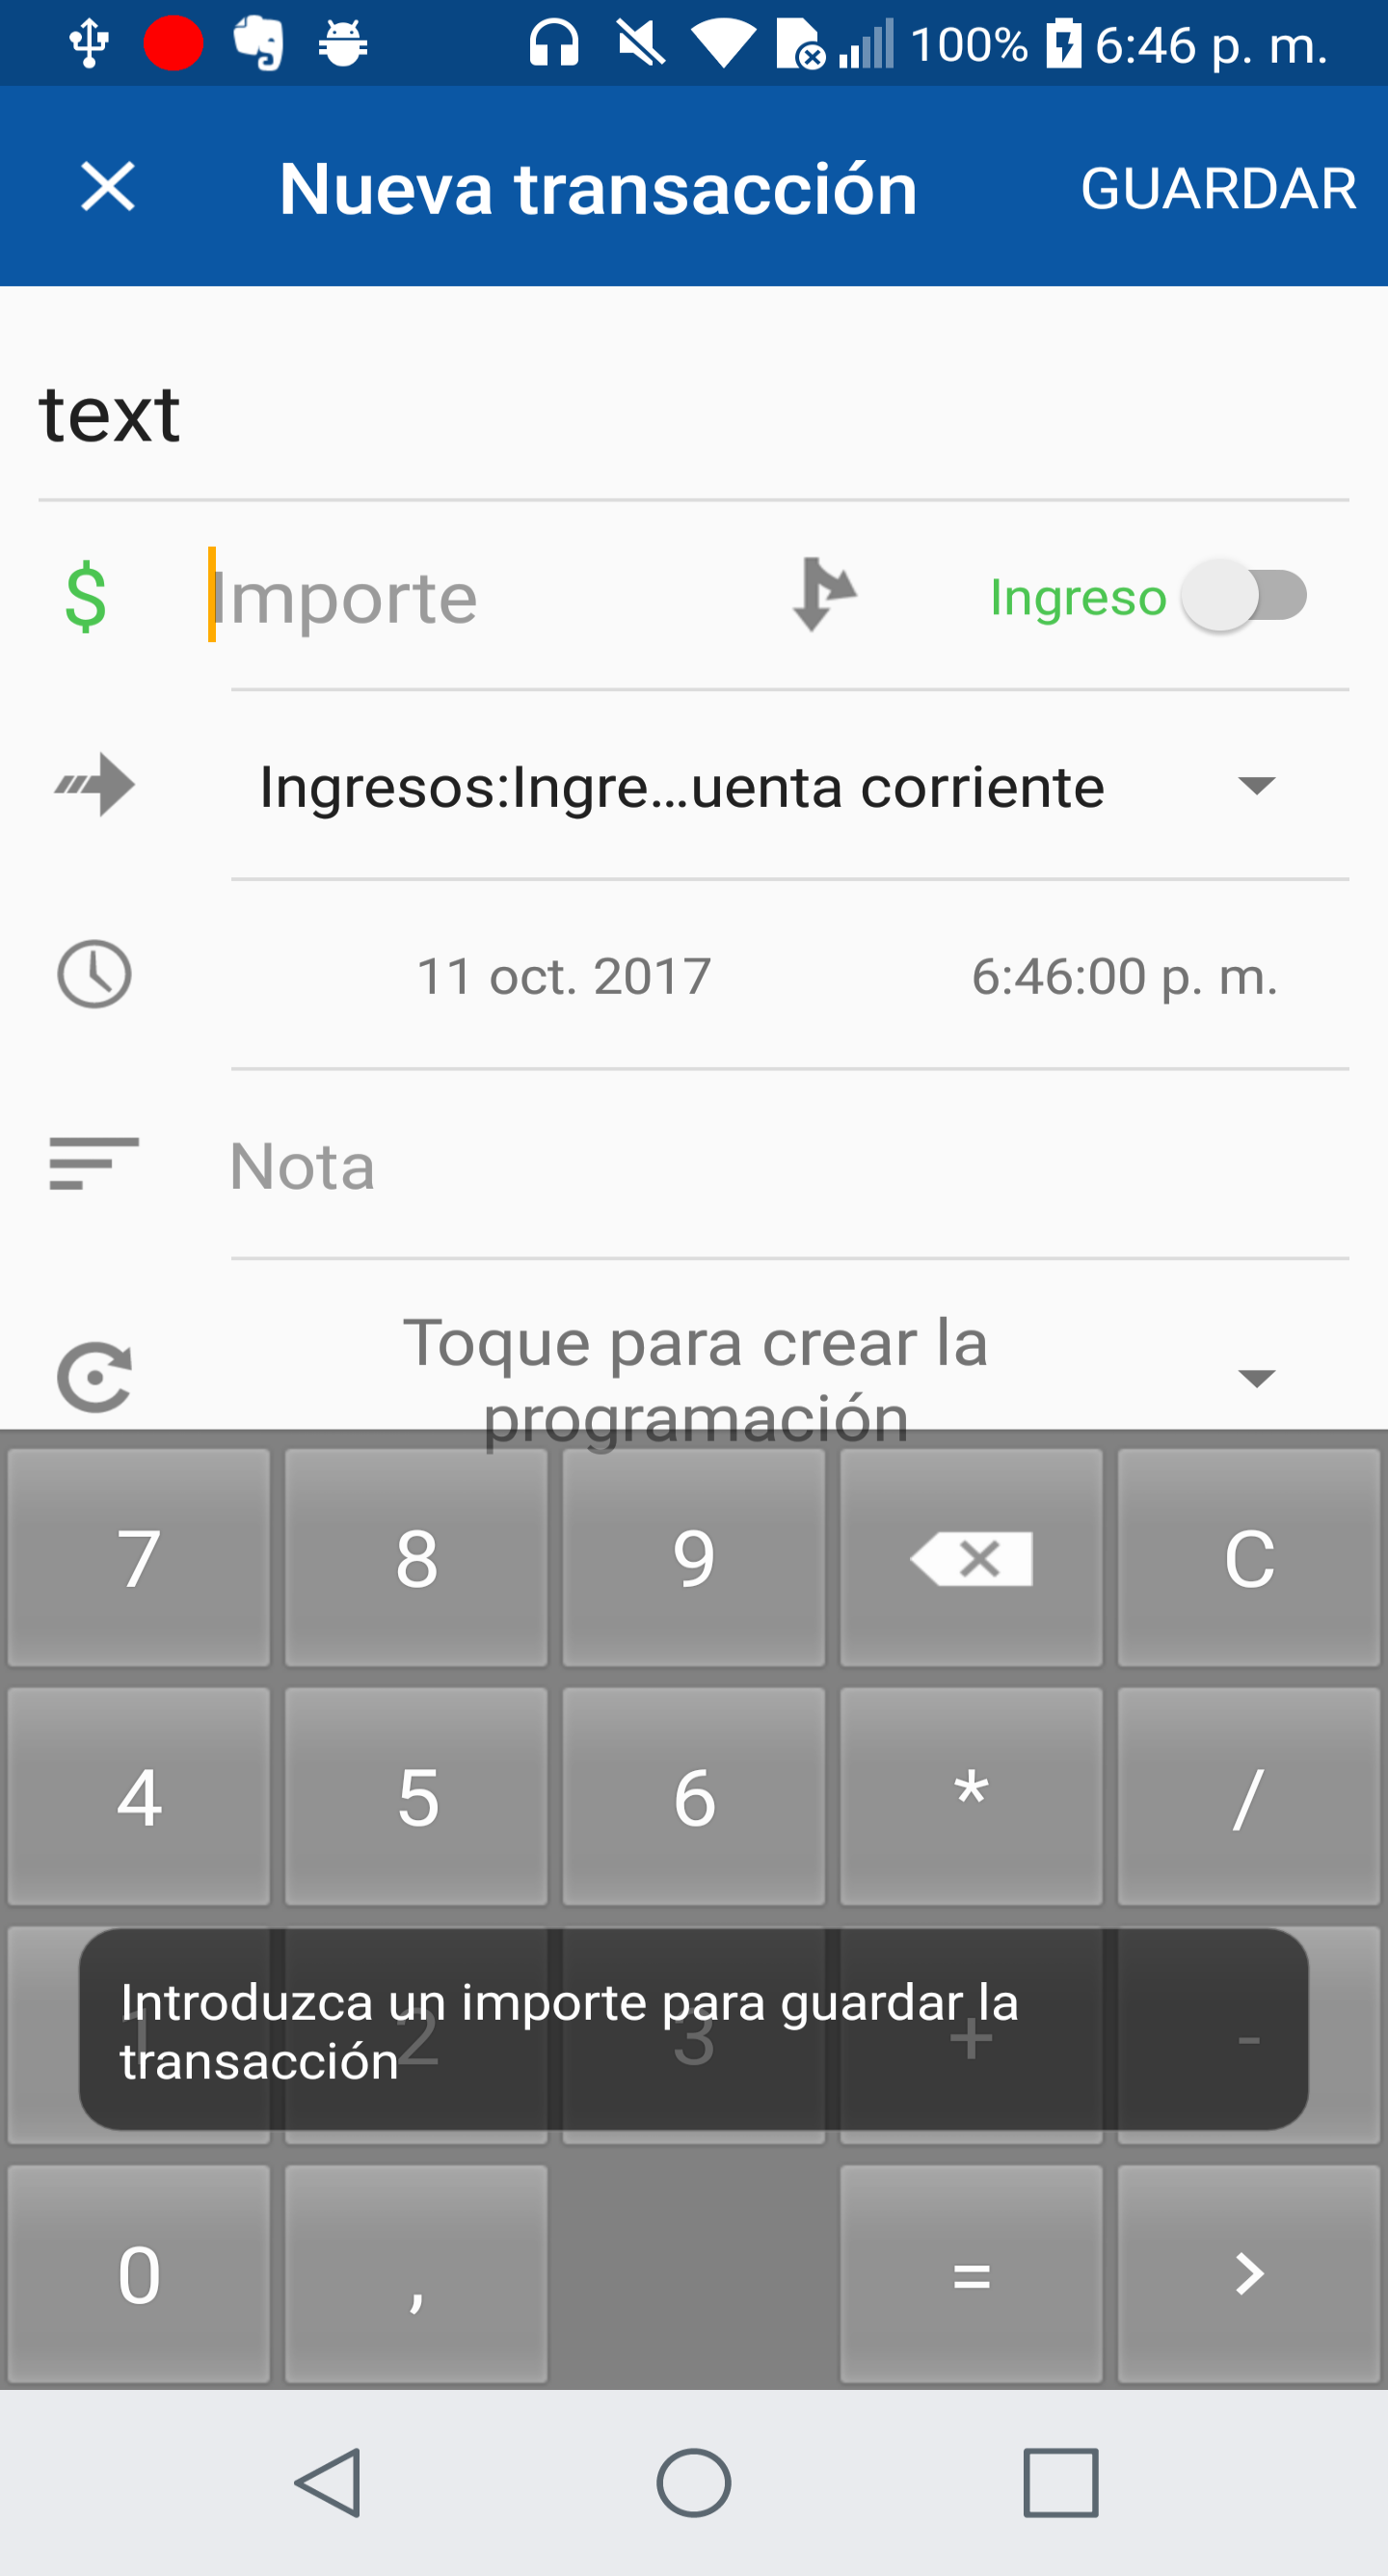 100% 6:46 p. m.
Nueva transacción GUARDAR
text
$ Importe Ingreso
Ingresos:Ingre...uenta corriente
11 oct. 2017 6:46:00 p. m.
Nota
Toque para crear la
programación
7 8 9 C
4 5 6 * /
1 2 3 + -
Introduzca un importe para guardar la
transacción
0 , = >